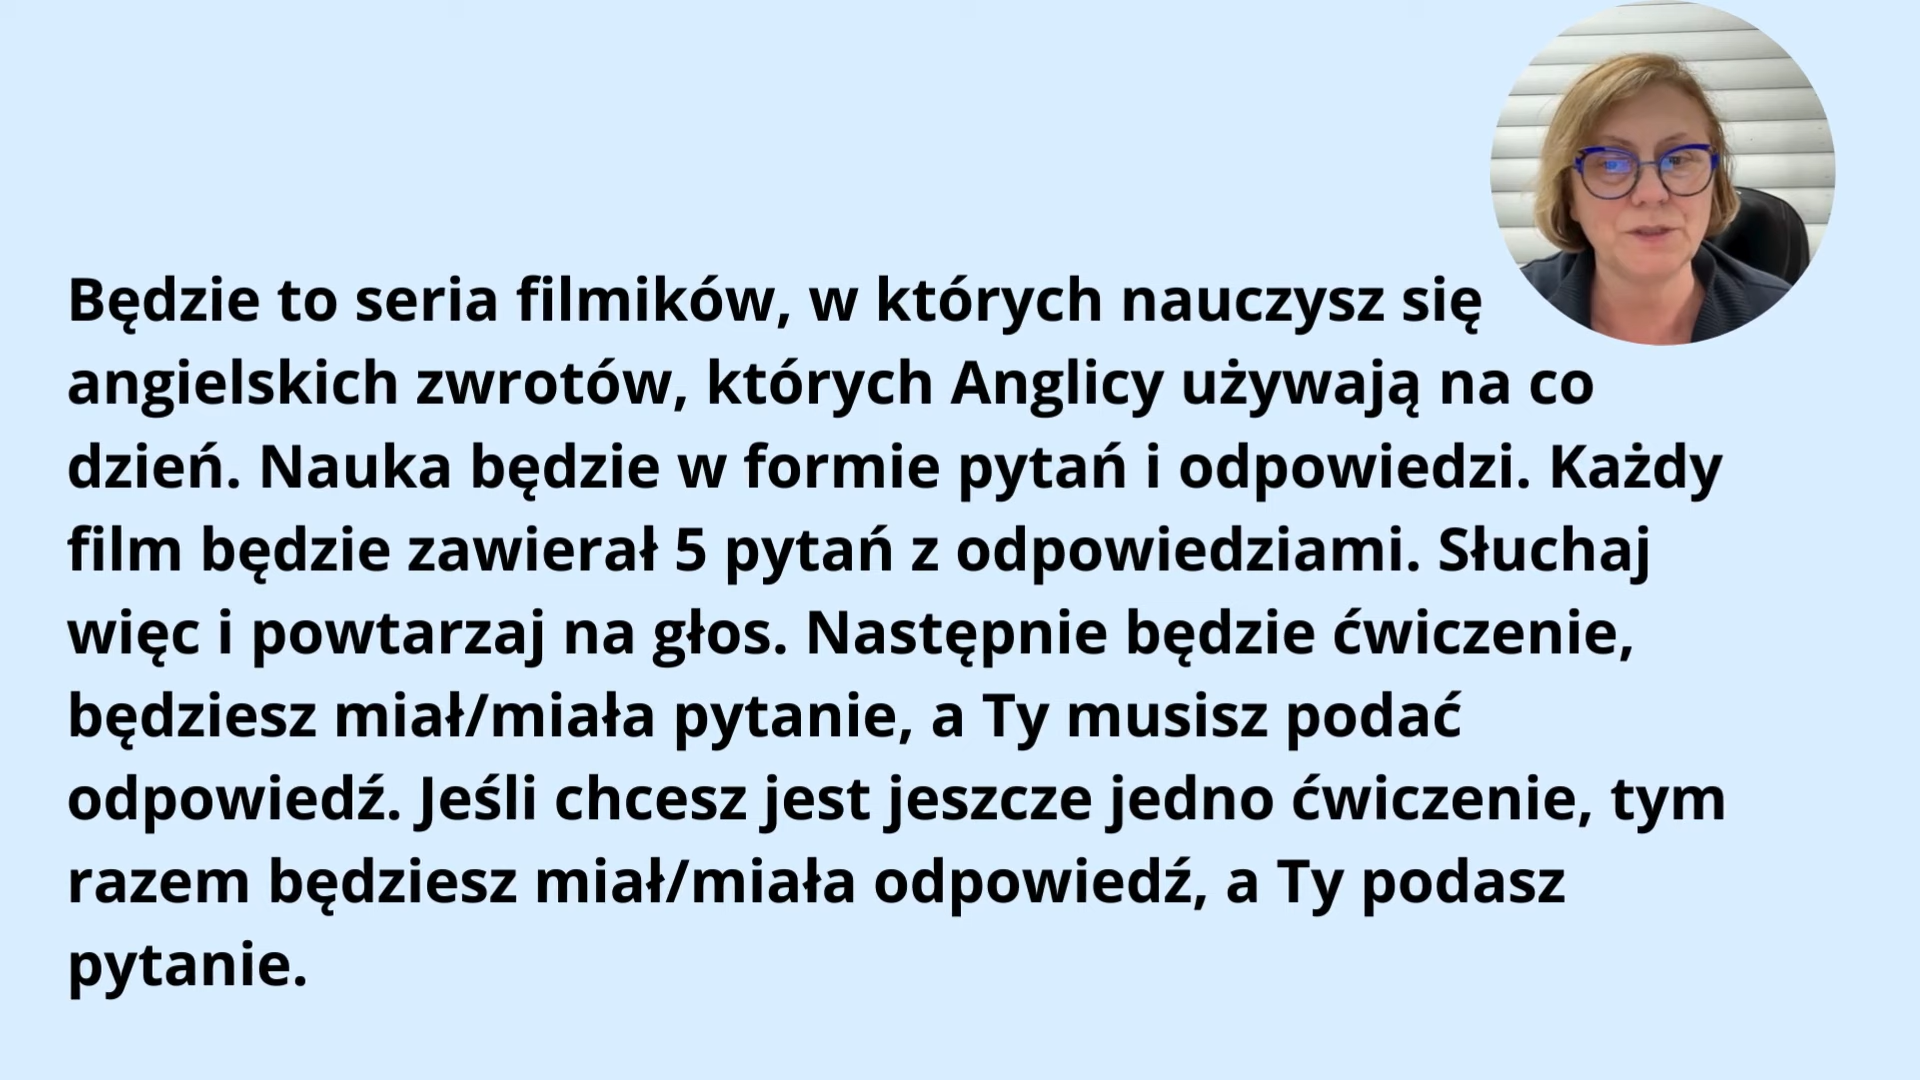 Będzie to seria filmików, w których nauczysz się
angielskich zwrotów, których Anglicy używają na co
dzień. Nauka będzie w formie pytań i odpowiedzi. Każdy
film będzie zawierał 5 pytań z odpowiedziami. Słuchaj
więc i powtarzaj na głos. Następnie będzie ćwiczenie,
będziesz miał/miała pytanie, a Ty musisz podać
odpowiedź. Jeśli chcesz jest jeszcze jedno ćwiczenie, tym
razem będziesz miał/miała odpowiedź, a Ty podasz
pytanie.